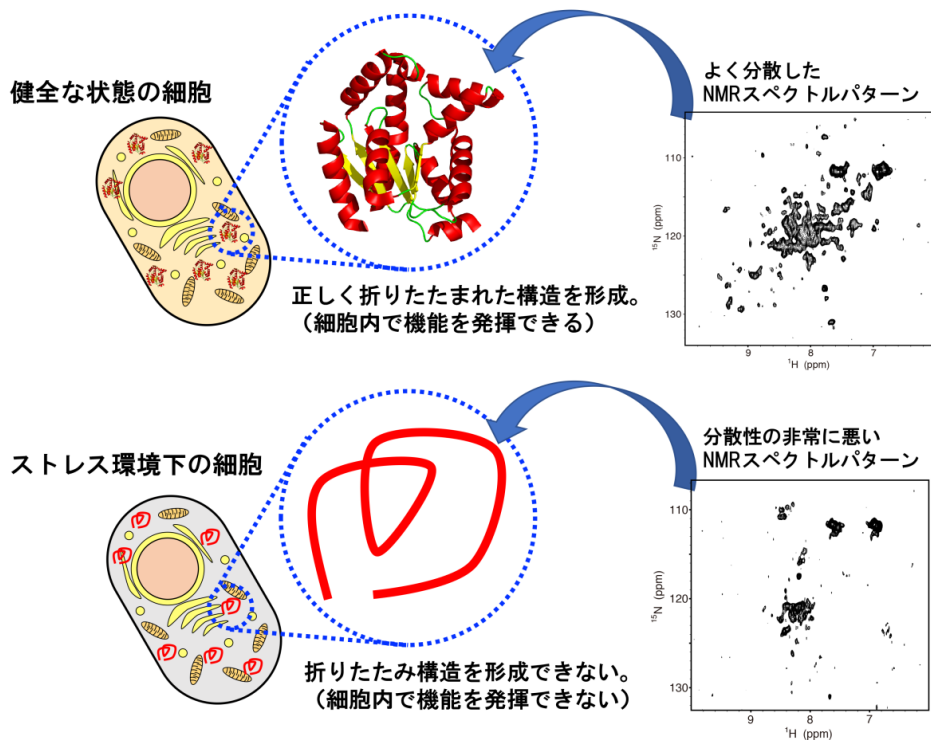 健全な状態の細胞
よく分散した
NMRスペクトルパターン
110
120
130
¹⁵N (ppm)
9
8
7
¹H (ppm)
正しく折りたたまれた構造を形成。
（細胞内で機能を発揮できる）
ストレス環境下の細胞
分散性の非常に悪い
NMRスペクトルパターン
110
120
130
¹⁵N (ppm)
9
8
7
¹H (ppm)
折りたたみ構造を形成できない。
（細胞内で機能を発揮できない）